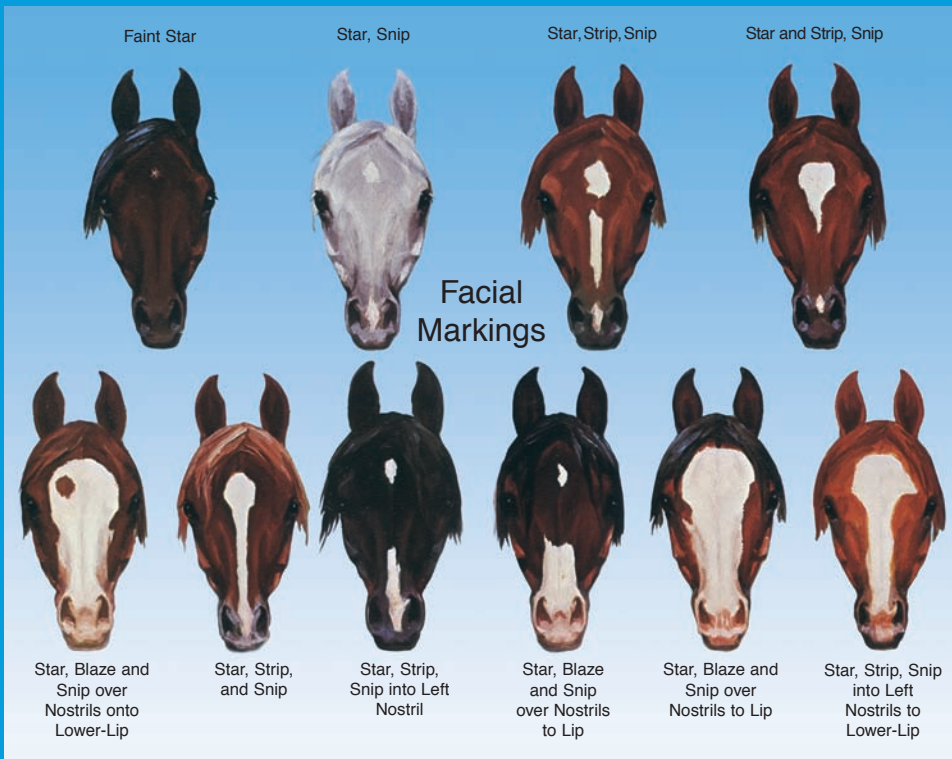 Faint Star
Star, Snip
Star, Strip, Snip
Star and Strip, Snip
Facial
Markings
Star, Blaze and
Snip over
Nostrils onto
Lower-Lip
Star, Strip,
and Snip
Star, Strip,
Snip into Left
Nostril
Star, Blaze
and Snip
over Nostrils
to Lip
Star, Blaze and
Snip over
Nostrils to Lip
Star, Strip, Snip
into Left
Nostrils to
Lower-Lip